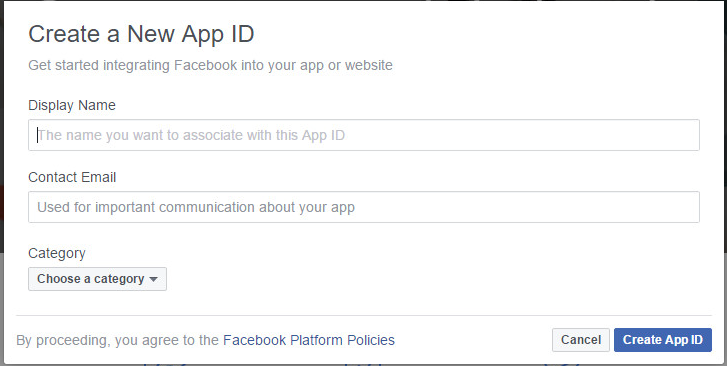 Create a New App ID
Get started integrating Facebook into your app or website
Display Name
The name you want to associate with this App ID
Contact Email
Used for important communication about your app
Category
Choose a category
By proceeding, you agree to the Facebook Platform Policies
Cancel
Create App ID